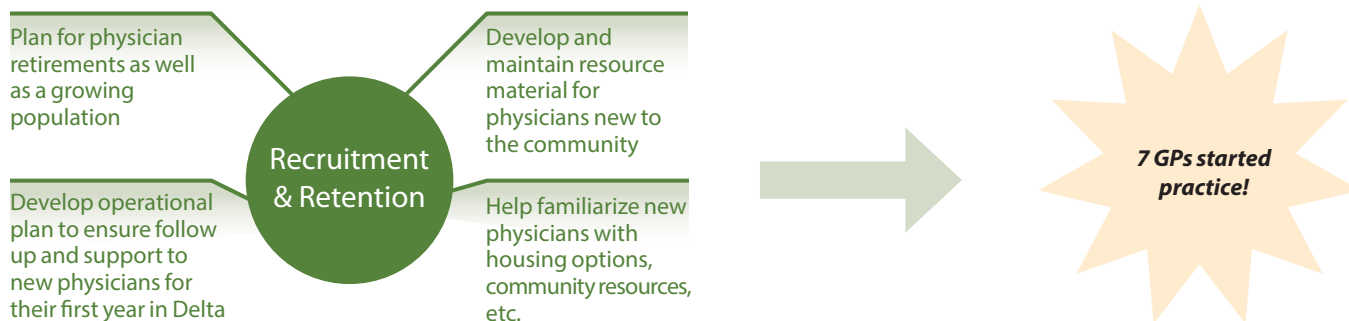 Plan for physician
retirements as well
as a growing
population
Develop and
maintain resource
material for
physicians new to
the community
Recruitment
& Retention
Develop operational
plan to ensure follow
up and support to
new physicians for
their first year in Delta
Help familiarize new
physicians with
housing options,
community resources,
etc.
7 GPs started
practice!